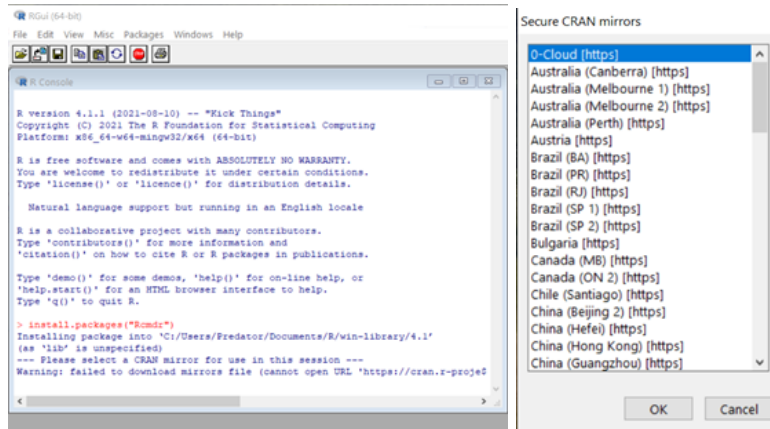 RGui (64-bit)
File Edit View Misc Packages Windows Help
R Console
R version 4.1.1 (2021-08-10) -- "Kick Things"
Copyright (C) 2021 The R Foundation for Statistical Computing
Platform: x86_64-w64-mingw32/x64 (64-bit)
R is free software and comes with ABSOLUTELY NO WARRANTY.
You are welcome to redistribute it under certain conditions.
Type 'license()' or 'licence()' for distribution details.
Natural language support but running in an English locale
R is a collaborative project with many contributors.
Type 'contributors()' for more information and
'citation()' on how to cite R or R packages in publications.
Type 'demo()' for some demos, 'help()' for on-line help, or
'help.start()' for an HTML browser interface to help.
Type 'q()' to quit R.
> install.packages("Rcmdr")
Installing package into ‘C:/Users/Predator/Documents/R/win-library/4.1’
(as ‘lib’ is unspecified)
--- Please select a CRAN mirror for use in this session ---
Warning: failed to download mirrors file (cannot open URL 'https://cran.r-proje$
Secure CRAN mirrors
0-Cloud [https]
Australia (Canberra) [https]
Australia (Melbourne 1) [https]
Australia (Melbourne 2) [https]
Australia (Perth) [https]
Austria [https]
Brazil (BA) [https]
Brazil (PR) [https]
Brazil (RJ) [https]
Brazil (SP 1) [https]
Brazil (SP 2) [https]
Bulgaria [https]
Canada (MB) [https]
Canada (ON 2) [https]
Chile (Santiago) [https]
China (Beijing 2) [https]
China (Hefei) [https]
China (Hong Kong) [https]
China (Guangzhou) [https]
OK Cancel